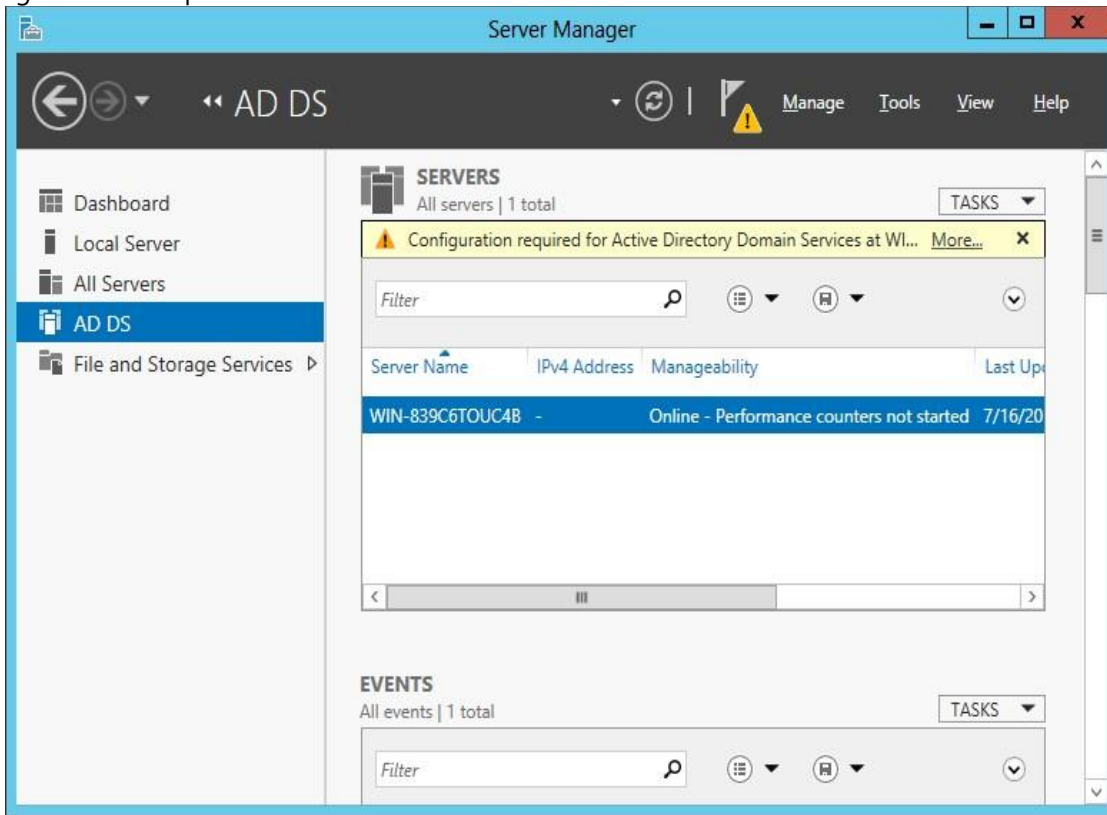 Server Manager
AD DS
Manage Tools View Help
Dashboard
Local Server
All Servers
AD DS
File and Storage Services
SERVERS
All servers | 1 total
TASKS
Configuration required for Active Directory Domain Services at WI... More...
Filter
Server Name IPv4 Address Manageability Last Up
WIN-839C6TOUC4B - Online - Performance counters not started 7/16/20
EVENTS
All events | 1 total
TASKS
Filter